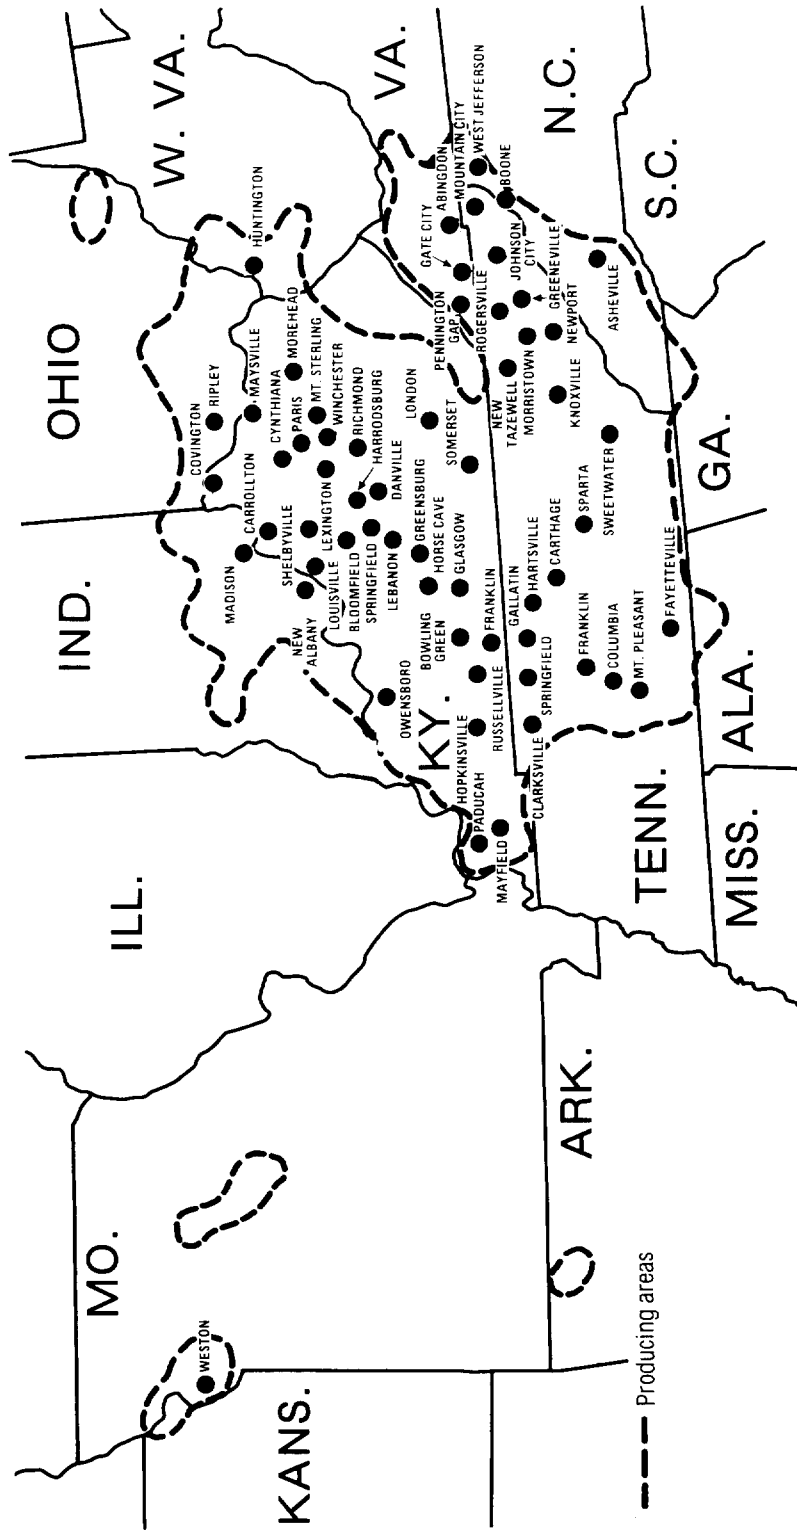 OHIO
W. VA.
VA.
IND.
ILL.
MO.
KANS.
KY.
TENN.
N.C.
S.C.
GA.
ALA.
MISS.
ARK.
WESTON
HUNTINGTON
RIPLEY
COVINGTON
MAYSVILLE
MOREHEAD
CYNTHIANA
PARIS
MT. STERLING
WINCHESTER
RICHMOND
HARRODSBURG
CARROLLTON
MADISON
SHELBYVILLE
LEXINGTON
DANVILLE
NEW
ALBANY
LOUISVILLE
BLOOMFIELD
SPRINGFIELD
LEBANON
GREENSBURG
HORSE CAVE
GLASGOW
LONDON
SOMERSET
OWENSBORO
BOWLING
GREEN
FRANKLIN
RUSSELLVILLE
HOPKINSVILLE
PADUCAH
MAYFIELD
PENNINGTON
GAP
GATE CITY
ABINGDON
MOUNTAIN CITY
WEST JEFFERSON
BOONE
JOHNSON
CITY
ROGERSVILLE
GREENEVILLE
NEW
TAZEWELL
MORRISTOWN
NEWPORT
ASHEVILLE
KNOXVILLE
SWEETWATER
SPARTA
CARTHAGE
HARTSVILLE
GALLATIN
SPRINGFIELD
CLARKSVILLE
FRANKLIN
COLUMBIA
MT. PLEASANT
FAYETTEVILLE
Producing areas